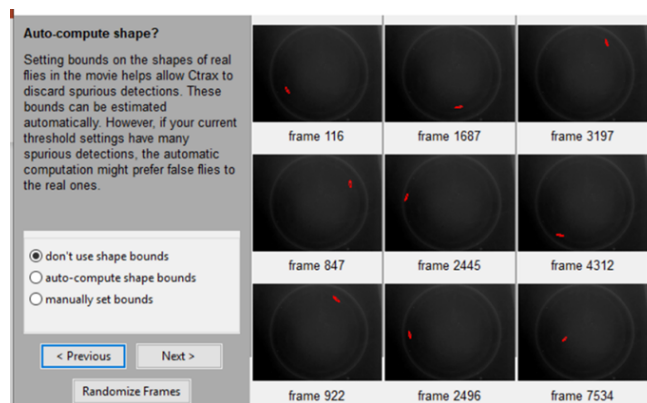 Auto-compute shape?
Setting bounds on the shapes of real
flies in the movie helps allow Ctrax to
discard spurious detections. These
bounds can be estimated
automatically. However, if your current
threshold settings have many
spurious detections, the automatic
computation might prefer false flies to
the real ones.
don't use shape bounds
auto-compute shape bounds
manually set bounds
< Previous
Next >
Randomize Frames
frame 116
frame 1687
frame 3197
frame 847
frame 2445
frame 4312
frame 922
frame 2496
frame 7534